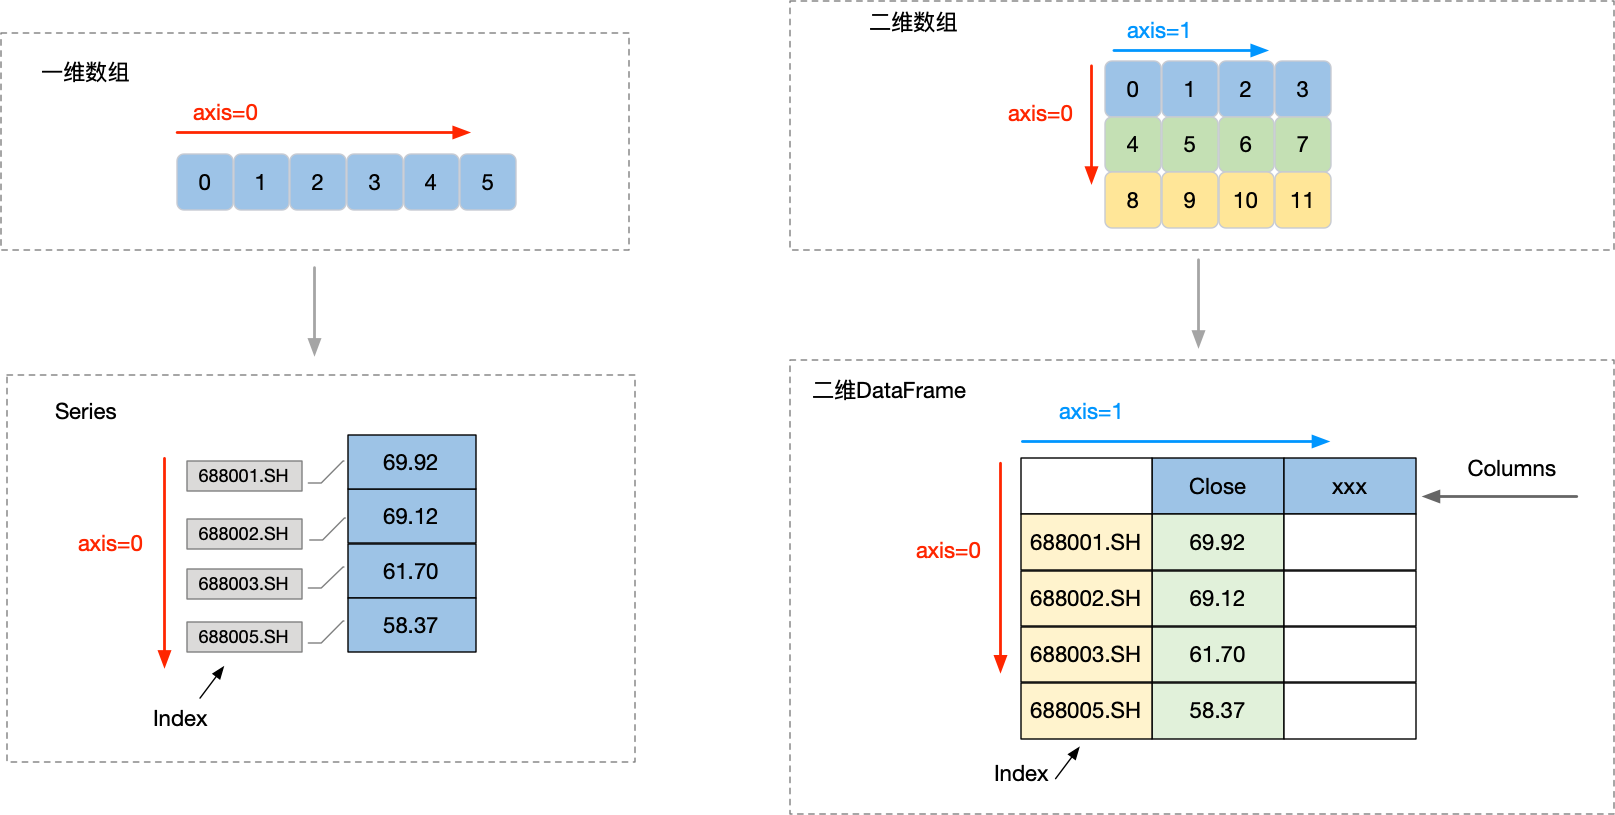 一维数组
axis=0
0 1 2 3 4 5
二维数组
axis=1
axis=0
0 1 2 3
4 5 6 7
8 9 10 11
Series
axis=0
688001.SH 69.92
688002.SH 69.12
688003.SH 61.70
688005.SH 58.37
Index
二维DataFrame
axis=1
Columns
axis=0
Close xxx
688001.SH 69.92
688002.SH 69.12
688003.SH 61.70
688005.SH 58.37
Index